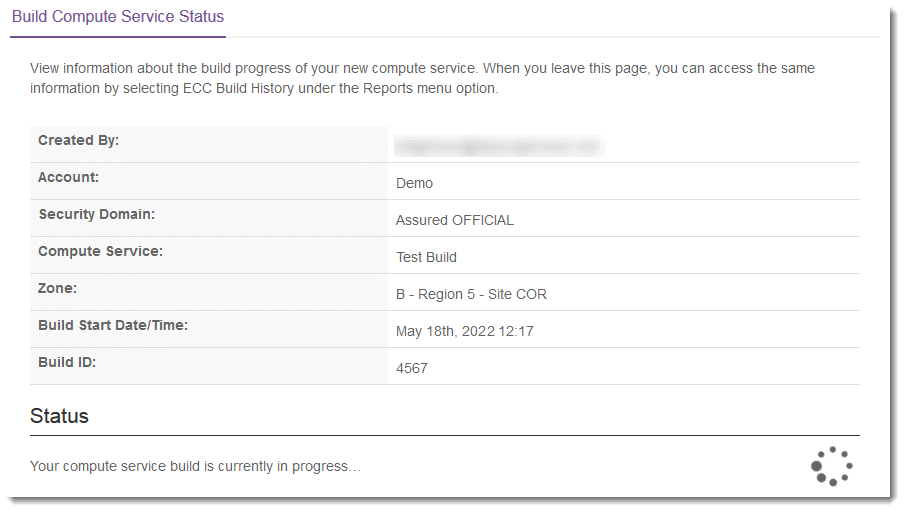 Build Compute Service Status
View information about the build progress of your new compute service. When you leave this page, you can access the same
information by selecting ECC Build History under the Reports menu option.
Created By:
Account:
Demo
Security Domain:
Assured OFFICIAL
Compute Service:
Test Build
Zone:
B - Region 5 - Site COR
Build Start Date/Time:
May 18th, 2022 12:17
Build ID:
4567
Status
Your compute service build is currently in progress…